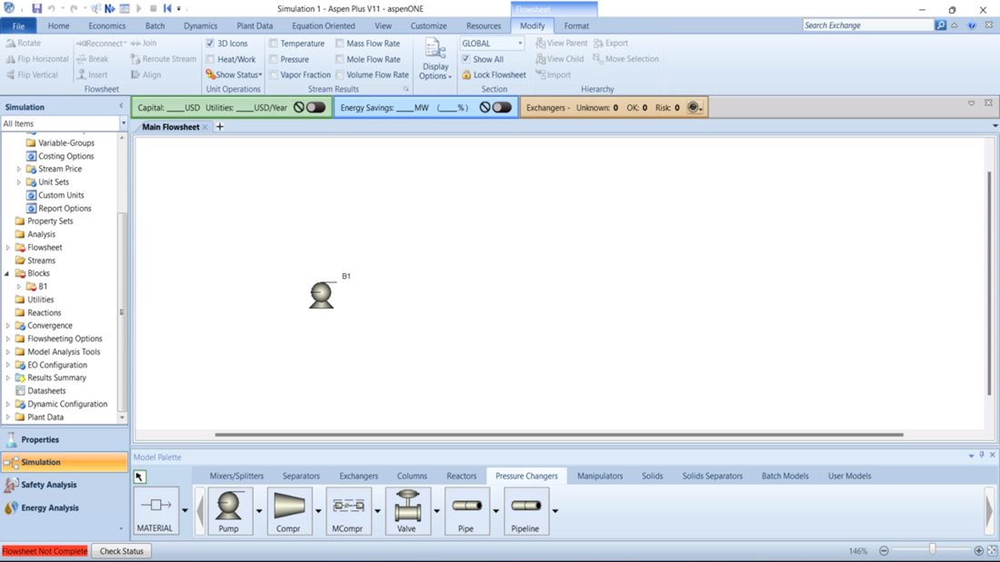 Simulation 1 - Aspen Plus V11 - aspenONE
Flowsheet
File Home Economics Batch Dynamics Plant Data Equation Oriented View Customize Resources Modify Format Search Exchange
Rotate Reconnect Join 3D Icons Temperature Mass Flow Rate GLOBAL View Parent Export
Flip Horizontal Break Reroute Stream Heat/Work Pressure Mole Flow Rate Display Show All View Child Move Selection
Flip Vertical Insert Align Show Status Vapor Fraction Volume Flow Rate Options Lock Flowsheet Import
Flowsheet Unit Operations Stream Results Section Hierarchy
Simulation
Capital: ____USD Utilities: ____USD/Year Energy Savings: ____MW (____%) Exchangers - Unknown: 0 OK: 0 Risk: 0
All Items
Main Flowsheet
Variable-Groups
Costing Options
Stream Price
Unit Sets
Custom Units
Report Options
Property Sets
Analysis
Flowsheet
Streams
Blocks
B1
Utilities
Reactions
Convergence
Flowsheeting Options
Model Analysis Tools
EO Configuration
Results Summary
Datasheets
Dynamic Configuration
Plant Data
B1
Properties
Simulation
Safety Analysis
Energy Analysis
Model Palette
Mixers/Splitters Separators Exchangers Columns Reactors Pressure Changers Manipulators Solids Solids Separators Batch Models User Models
MATERIAL Pump Compr MCompr Valve Pipe Pipeline
Flowsheet Not Complete Check Status 146%